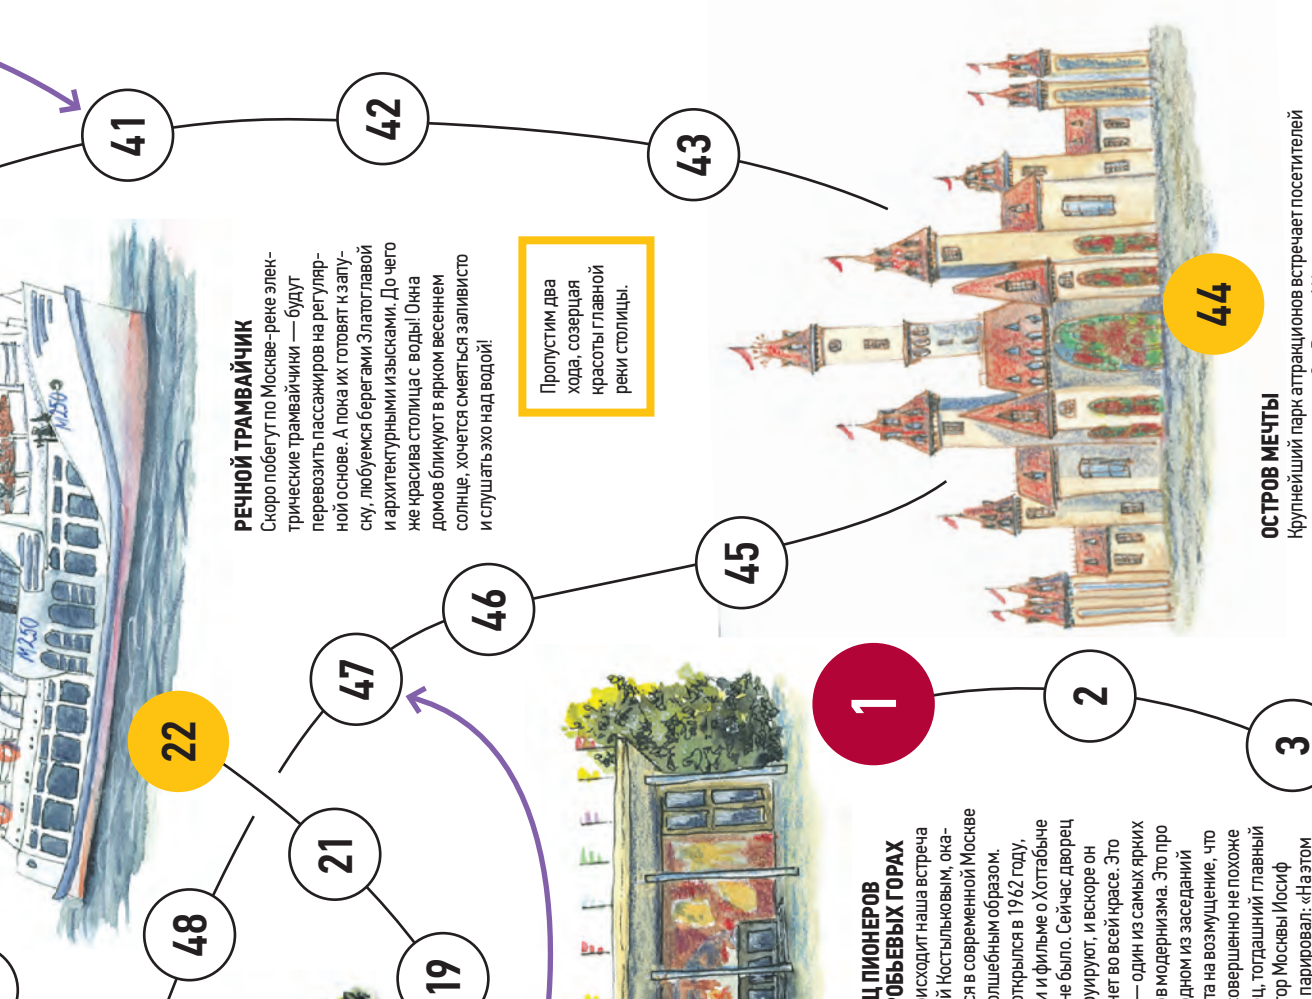 41
42
43
44
45
46
47
48
22
21
19
1
2
3
М250
М250
РЕЧНОЙ ТРАМВАЙЧИК
Скоро побегут по Москве-реке элек-
трические трамвайчики — будут
перевозить пассажиров на регуляр-
ной основе. А пока их готовят к запу-
ску, любуемся берегами Златоглавой
и архитектурными изысками. До чего
же красива столица с воды! Окна
домов бликуют в ярком весеннем
солнце, хочется смеяться заливисто
и слушать эхо над водой!
Пропустим два
хода, созерцая
красоты главной
реки столицы.
ОСТРОВ МЕЧТЫ
Крупнейший парк аттракционов встречает посетителей
Ц ПИОНЕРОВ
РОБЬЕВЫХ ГОРАХ
оисходит наша встреча
й Костыльковым, ока-
ся в современной Москве
олшебным образом.
открылся в 1962 году,
и фильме о Хоттабыче
не было. Сейчас дворец
руируют, и вскоре он
нет во всей красе. Это
— один из самых ярких
в модернизма. Это про
дном из заседаний
та на возмущение, что
овершенно не похоже
ц, тогдашний главный
тор Москвы Иосиф
парировал: «На этом